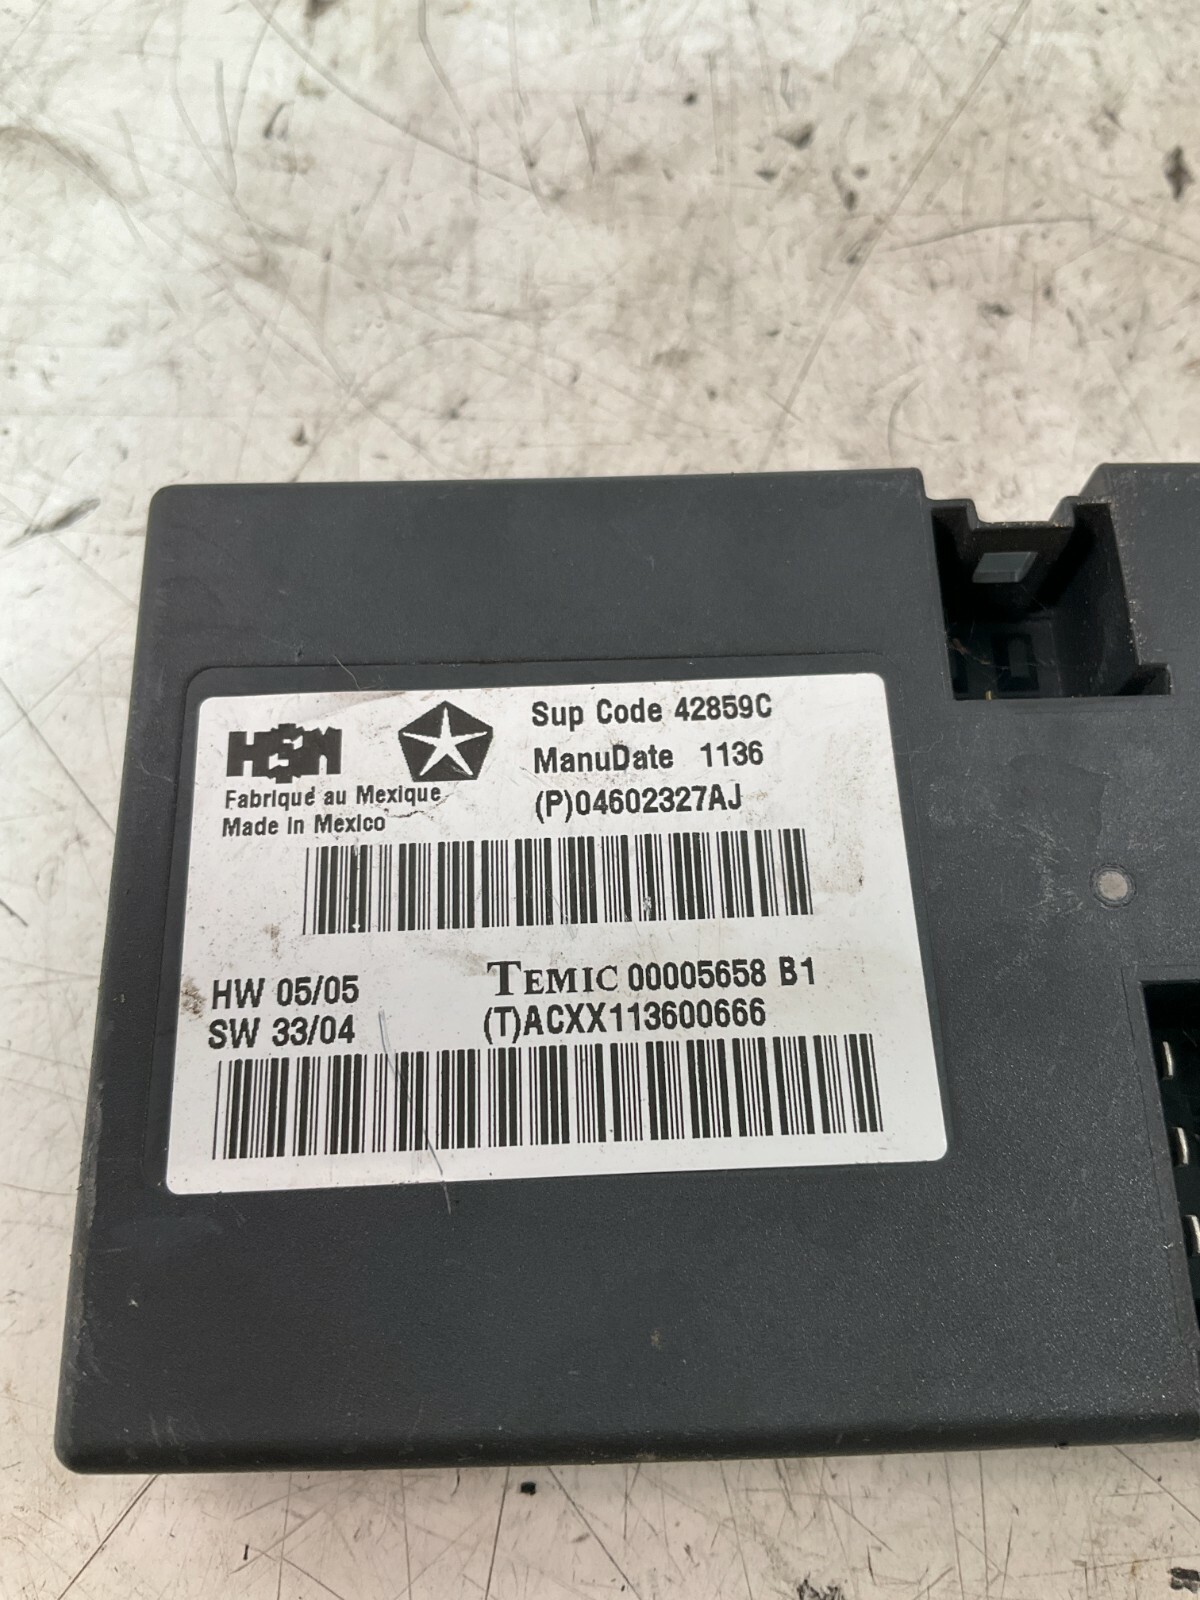 HSM
Fabriqué au Mexique
Made in Mexico
Sup Code 42859C
ManuDate 1136
(P)04602327AJ
HW 05/05
SW 33/04
TEMIC 00005658 B1
(T)ACXX113600666